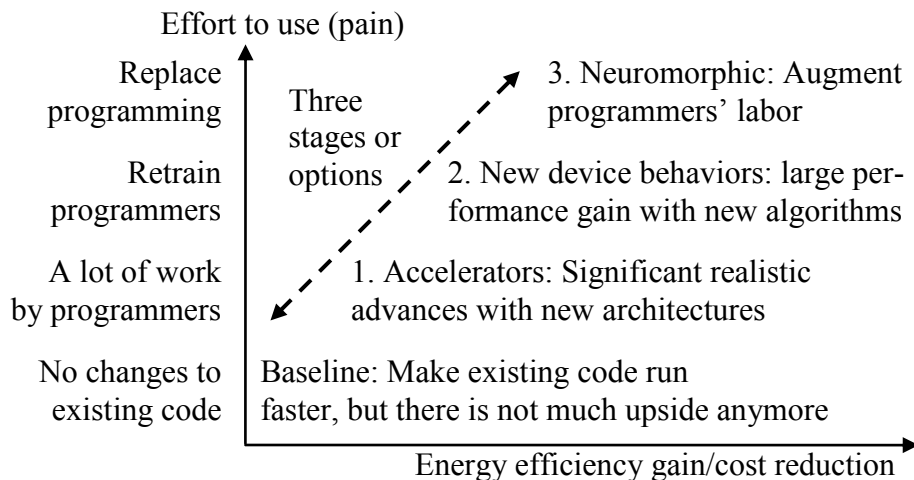 Effort to use (pain)
Replace
programming
Three
stages or
options
3. Neuromorphic: Augment
programmers’ labor
Retrain
programmers
2. New device behaviors: large per-
formance gain with new algorithms
A lot of work
by programmers
1. Accelerators: Significant realistic
advances with new architectures
No changes to
existing code
Baseline: Make existing code run
faster, but there is not much upside anymore
Energy efficiency gain/cost reduction